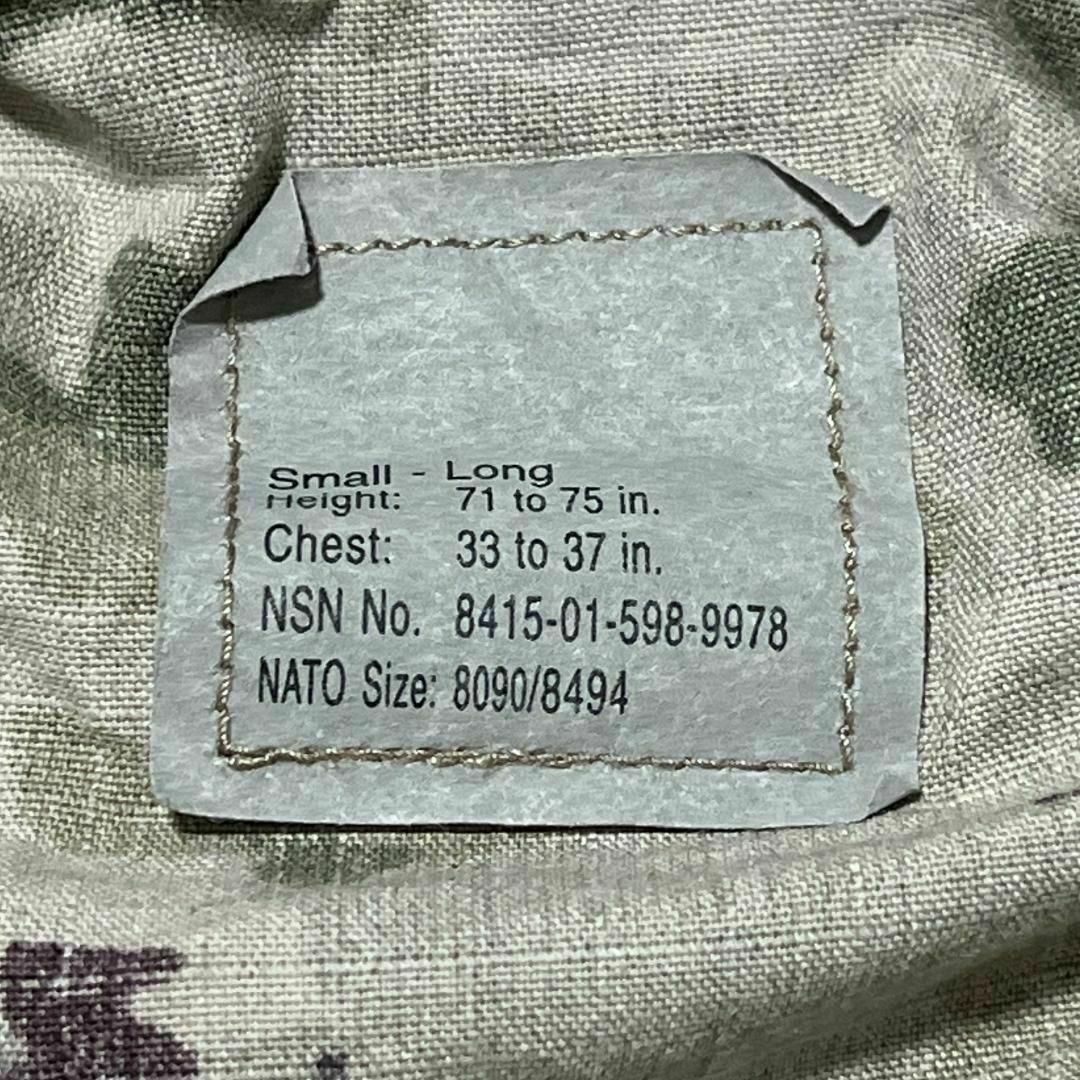 Small - Long
Height: 71 to 75 in.
Chest: 33 to 37 in.
NSN No. 8415-01-598-9978
NATO Size: 8090/8494